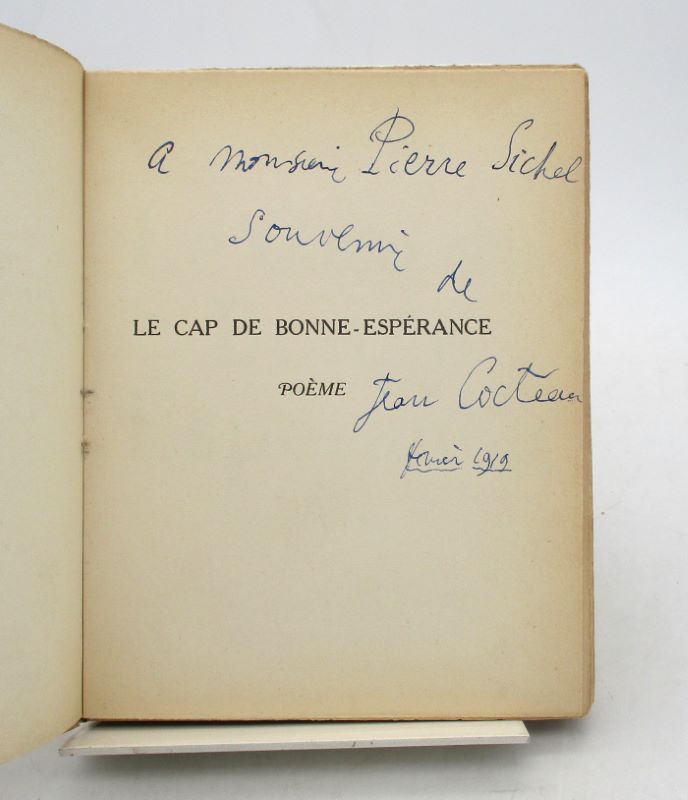 A Monsieur Pierre Sichel
Souvenir
de
LE CAP DE BONNE-ESPÉRANCE
POÈME Jean Cocteau
février 1919